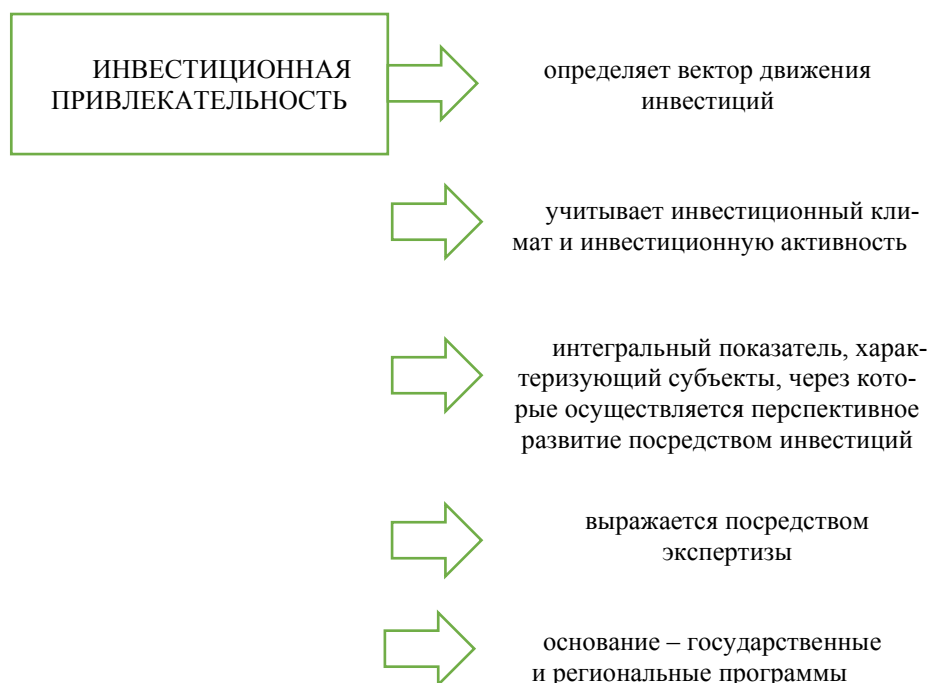 ИНВЕСТИЦИОННАЯ
ПРИВЛЕКАТЕЛЬНОСТЬ
определяет вектор движения
инвестиций
учитывает инвестиционный кли-
мат и инвестиционную активность
интегральный показатель, харак-
теризующий субъекты, через кото-
рые осуществляется перспективное
развитие посредством инвестиций
выражается посредством
экспертизы
основание – государственные
и региональные программы